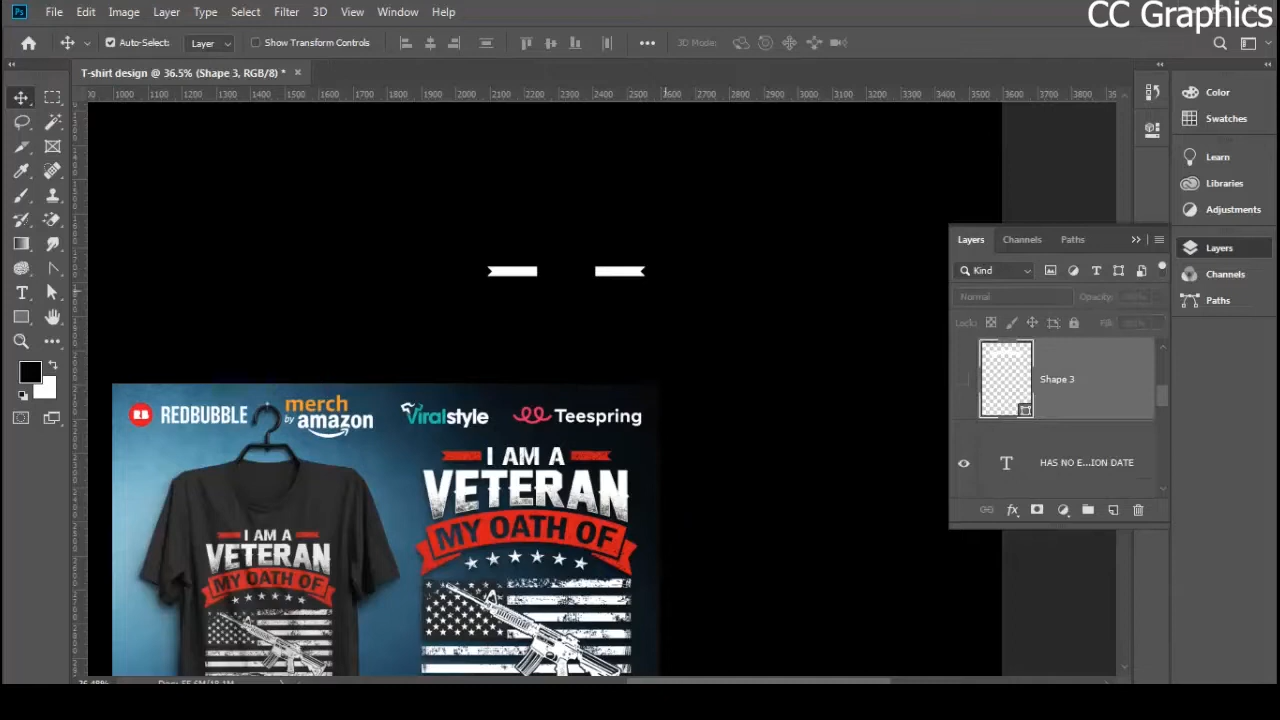 CC Graphics
Ps File Edit Image Layer Type Select Filter 3D View Window Help
Auto-Select: Layer Show Transform Controls 3D Mode:
T-shirt design @ 36.5% (Shape 3, RGB/8) * ×
1000 1100 1200 1300 1400 1500 1600 1700 1800 1900 2000 2100 2200 2300 2400 2500 2600 2700 2800 2900 3000 3100 3200 3300 3400 3500 3600 3700 3800
Color
Swatches
Learn
Libraries
Adjustments
Layers
Channels
Paths
Layers Channels Paths
Kind
Normal Opacity:
Lock: Fill:
Shape 3
T HAS NO E...ION DATE
RB REDBUBBLE merch by amazon Viralstyle Teespring
I AM A
VETERAN
MY OATH OF
I AM A
VETERAN
MY OATH OF